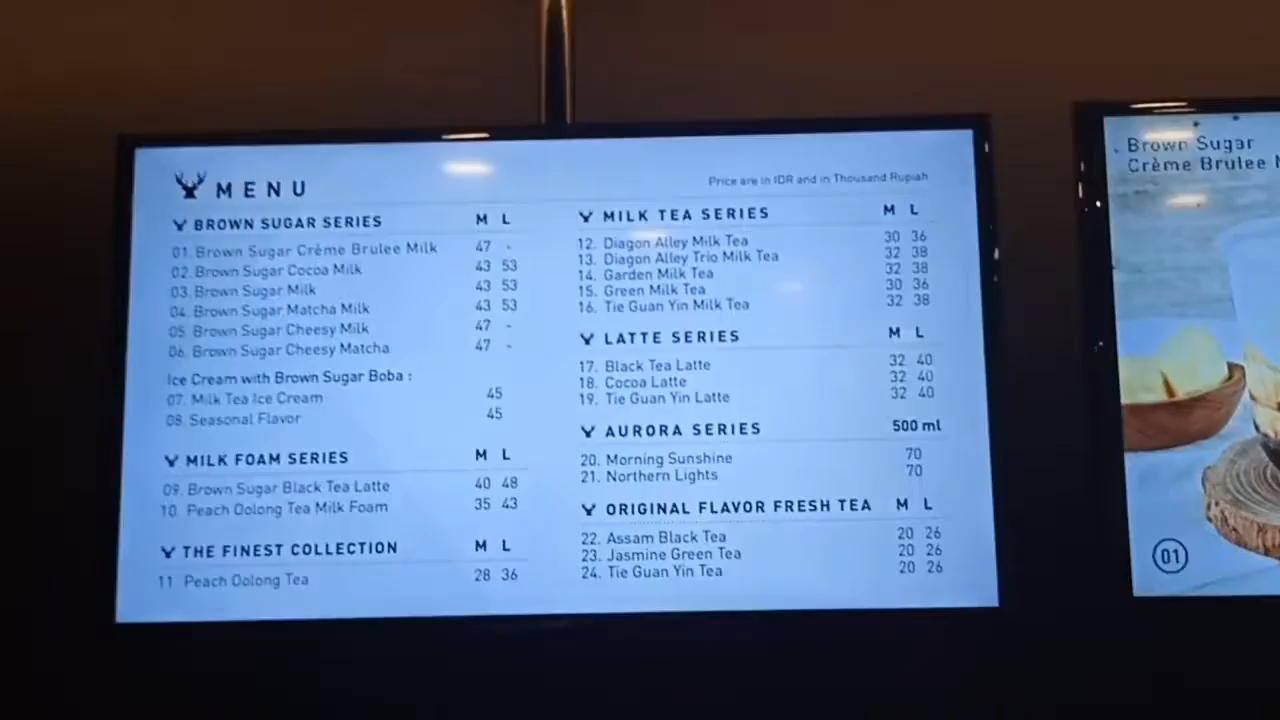 MENU
Price are in IDR and in Thousand Rupiah
BROWN SUGAR SERIES M L
01. Brown Sugar Crème Brulee Milk 47 -
02. Brown Sugar Cocoa Milk 43 53
03. Brown Sugar Milk 43 53
04. Brown Sugar Matcha Milk 43 53
05. Brown Sugar Cheesy Milk 47 -
06. Brown Sugar Cheesy Matcha 47 -
Ice Cream with Brown Sugar Boba :
07. Milk Tea Ice Cream 45
08. Seasonal Flavor 45
MILK FOAM SERIES M L
09. Brown Sugar Black Tea Latte 40 48
10. Peach Oolong Tea Milk Foam 35 43
THE FINEST COLLECTION M L
11 Peach Oolong Tea 28 36
MILK TEA SERIES M L
12. Diagon Alley Milk Tea 30 36
13. Diagon Alley Trio Milk Tea 32 38
14. Garden Milk Tea 32 38
15. Green Milk Tea 30 36
16. Tie Guan Yin Milk Tea 32 38
LATTE SERIES M L
17. Black Tea Latte 32 40
18. Cocoa Latte 32 40
19. Tie Guan Yin Latte 32 40
AURORA SERIES 500 ml
20. Morning Sunshine 70
21. Northern Lights 70
ORIGINAL FLAVOR FRESH TEA M L
22. Assam Black Tea 20 26
23. Jasmine Green Tea 20 26
24. Tie Guan Yin Tea 20 26
Brown Sugar
Crème Brulee
01